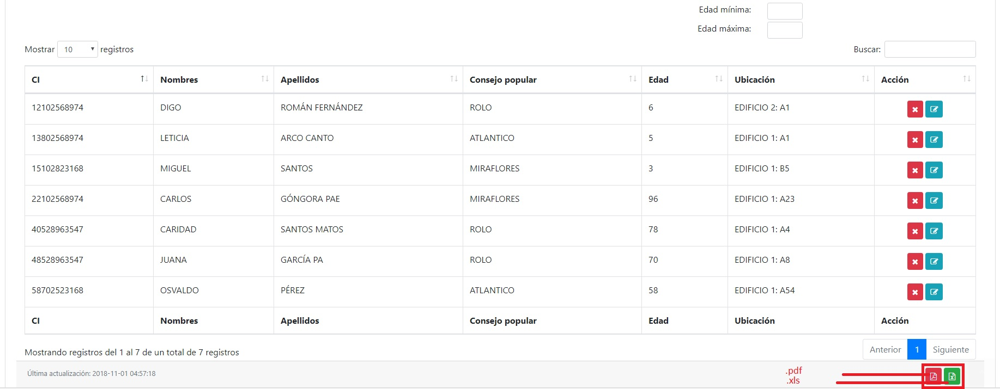 Edad mínima:
Edad máxima:
Mostrar 10 registros
Buscar:
CI Nombres Apellidos Consejo popular Edad Ubicación Acción
12102568974 DIGO ROMÁN FERNÁNDEZ ROLO 6 EDIFICIO 2: A1
13802568974 LETICIA ARCO CANTO ATLANTICO 5 EDIFICIO 1: A1
15102823168 MIGUEL SANTOS MIRAFLORES 3 EDIFICIO 1: B5
22102568974 CARLOS GÓNGORA PAE MIRAFLORES 96 EDIFICIO 1: A23
40528963547 CARIDAD SANTOS MATOS ROLO 78 EDIFICIO 1: A4
48528963547 JUANA GARCÍA PA ROLO 70 EDIFICIO 1: A8
58702523168 OSVALDO PÉREZ ATLANTICO 58 EDIFICIO 1: A54
CI Nombres Apellidos Consejo popular Edad Ubicación Acción
Mostrando registros del 1 al 7 de un total de 7 registros
Anterior 1 Siguiente
Última actualización: 2018-11-01 04:57:18
.pdf
.xls